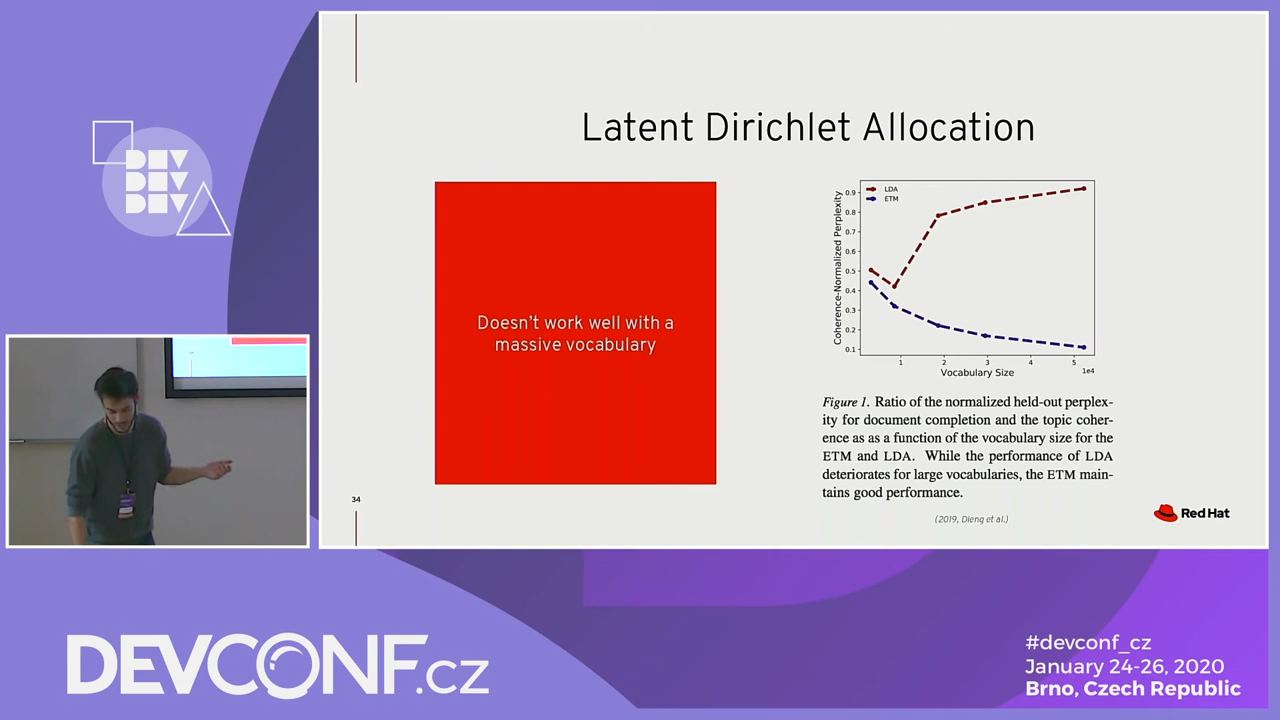 DEV
DEV
DEV
Latent Dirichlet Allocation
Doesn't work well with a
massive vocabulary
LDA
ETM
Coherence-Normalized Perplexity
0.9
0.8
0.7
0.6
0.5
0.4
0.3
0.2
0.1
1 2 3 4 5
1e4
Vocabulary Size
Figure 1. Ratio of the normalized held-out perplex-
ity for document completion and the topic coher-
ence as as a function of the vocabulary size for the
ETM and LDA. While the performance of LDA
deteriorates for large vocabularies, the ETM main-
tains good performance.
(2019, Dieng et al.)
34
Red Hat
DEVCONF.cz
#devconf_cz
January 24-26, 2020
Brno, Czech Republic